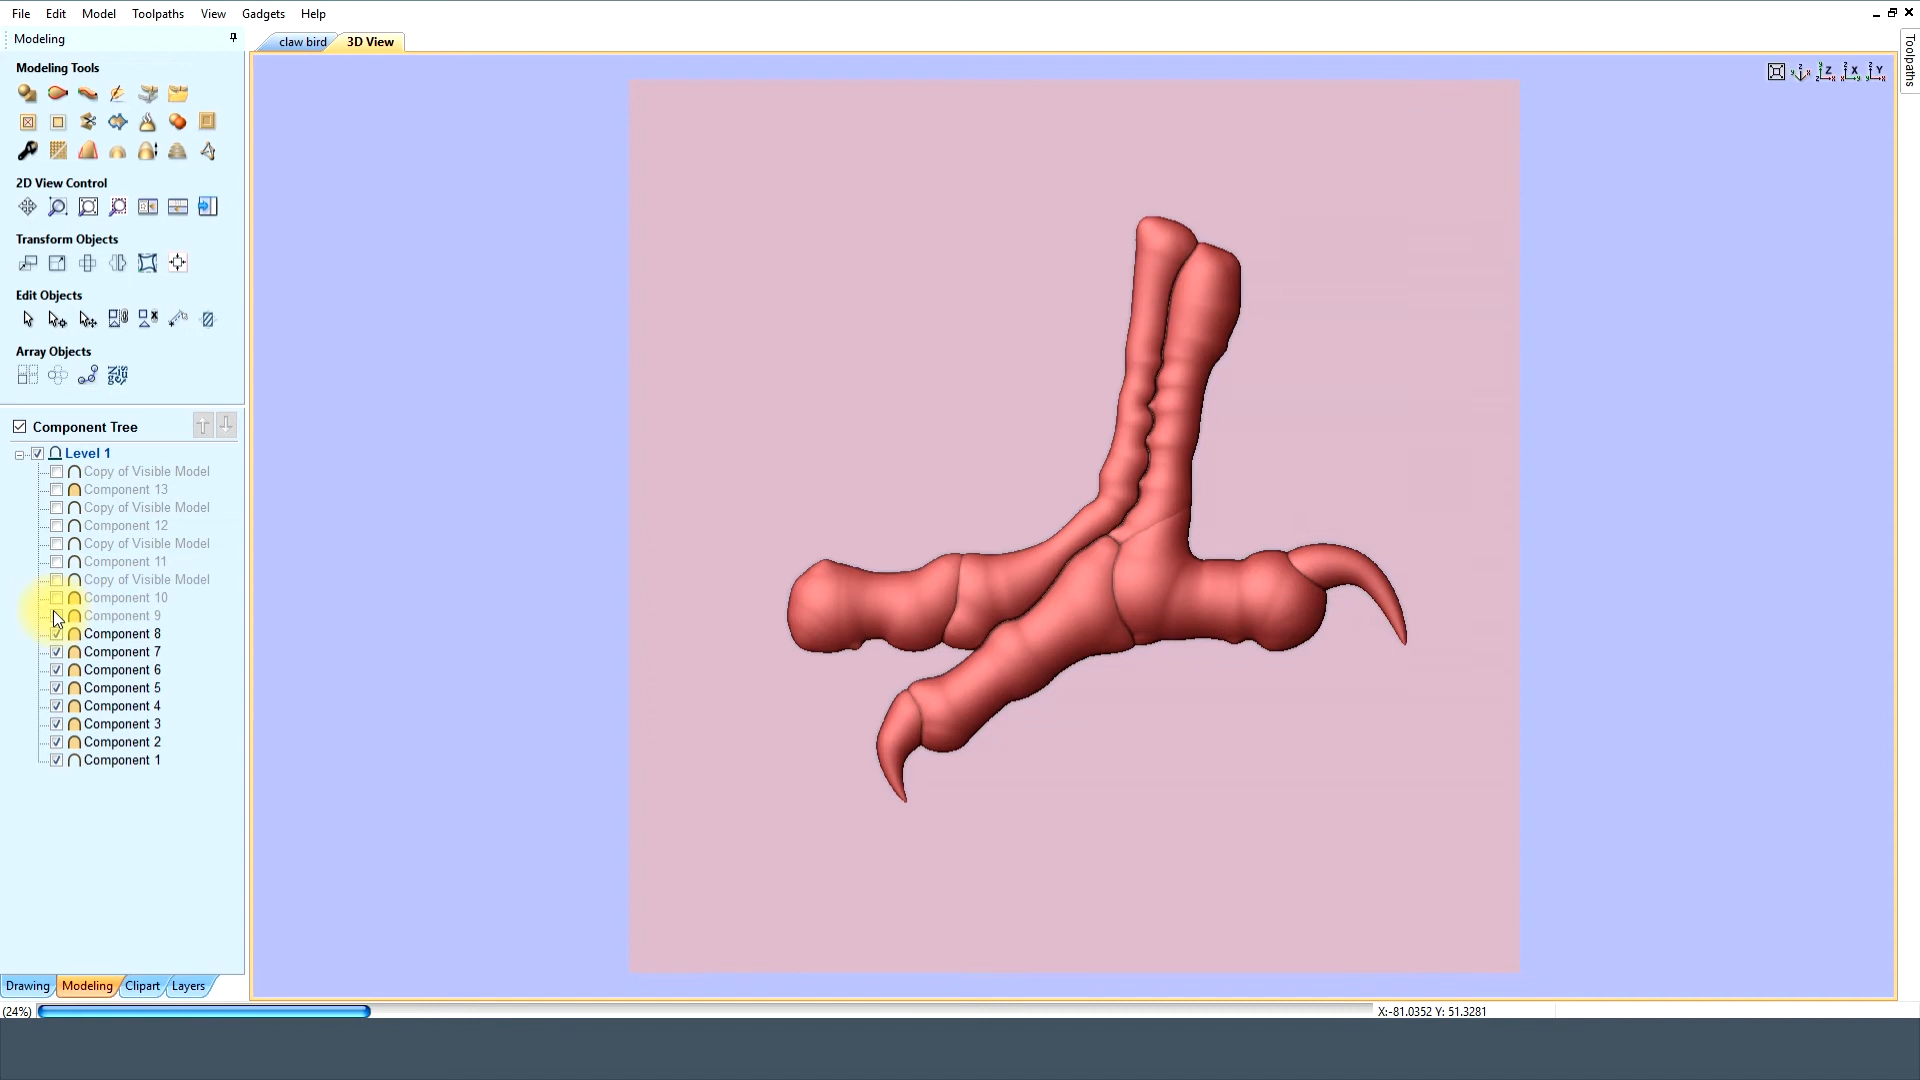 File Edit Model Toolpaths View Gadgets Help
Modeling
claw bird 3D View
Toolpaths
Modeling Tools
2D View Control
Transform Objects
Edit Objects
Array Objects
Component Tree
Level 1
Copy of Visible Model
Component 13
Copy of Visible Model
Component 12
Copy of Visible Model
Component 11
Copy of Visible Model
Component 10
Component 9
Component 8
Component 7
Component 6
Component 5
Component 4
Component 3
Component 2
Component 1
Drawing Modeling Clipart Layers
(24%) X:-81.0352 Y: 51.3281